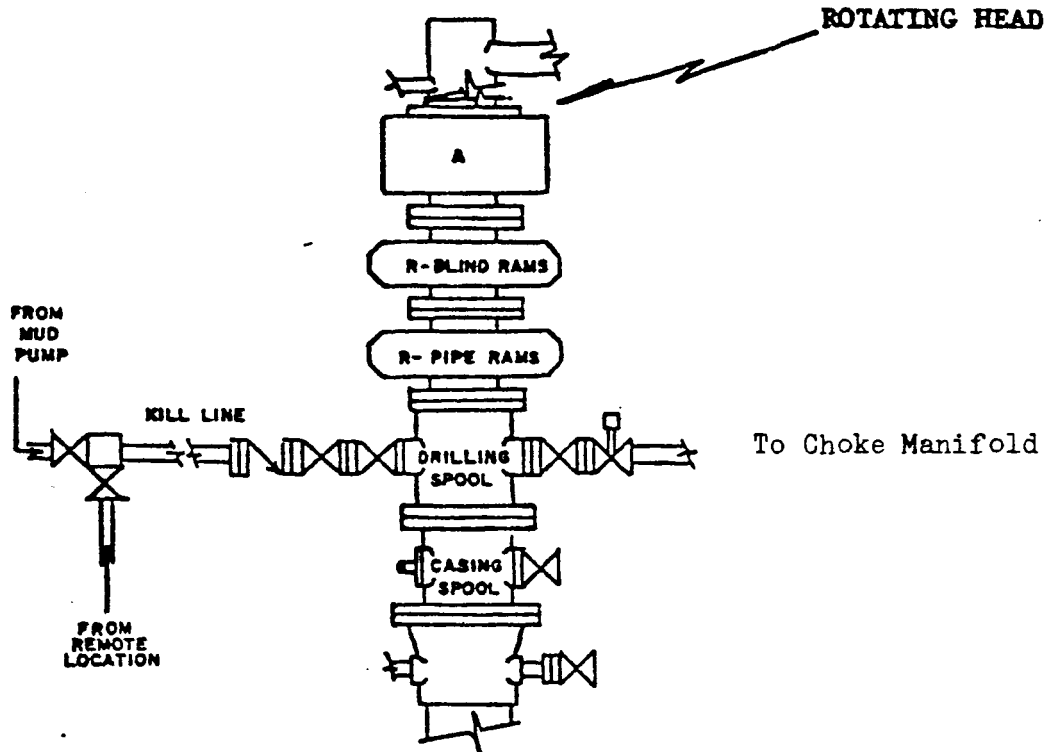 ROTATING HEAD
A
R-BLIND RAMS
R- PIPE RAMS
FROM
MUD
PUMP
KILL LINE
DRILLING
SPOOL
To Choke Manifold
CASING
SPOOL
FROM
REMOTE
LOCATION